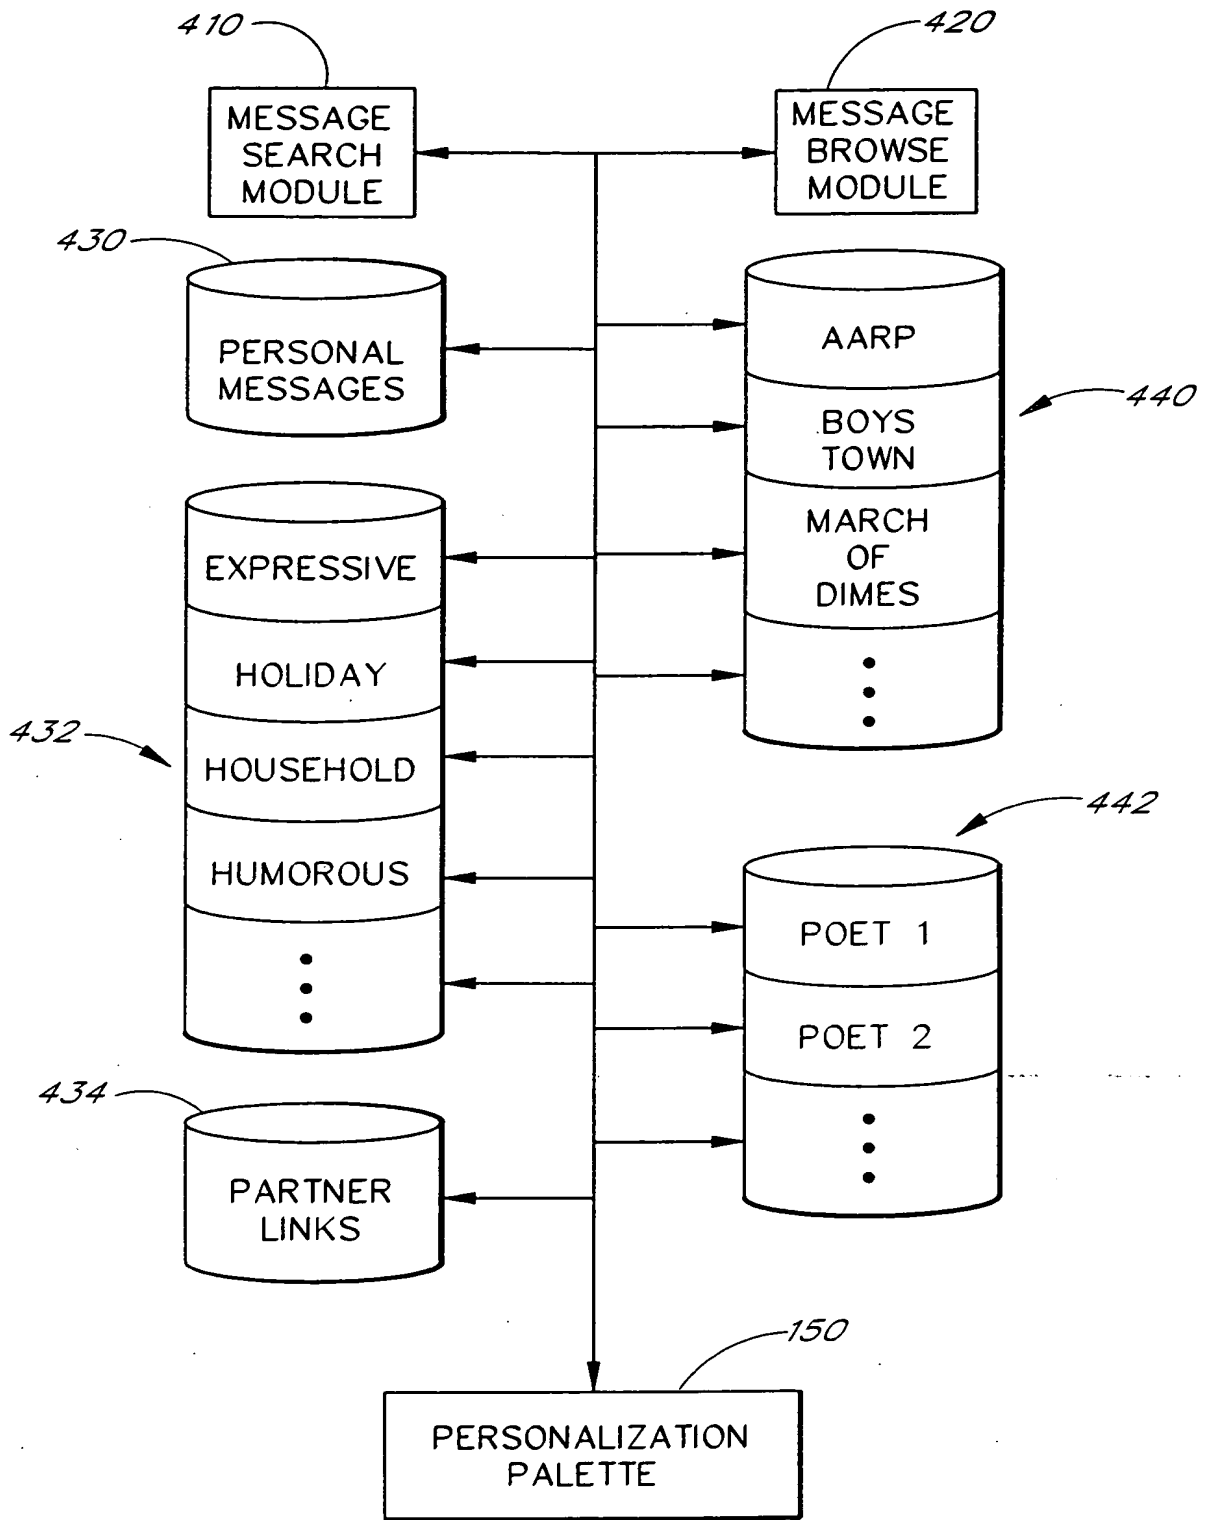 410
420
MESSAGE
SEARCH
MODULE
MESSAGE
BROWSE
MODULE
430
PERSONAL
MESSAGES
AARP
BOYS
TOWN
MARCH
OF
DIMES
440
EXPRESSIVE
HOLIDAY
HOUSEHOLD
HUMOROUS
432
442
POET 1
POET 2
434
PARTNER
LINKS
150
PERSONALIZATION
PALETTE